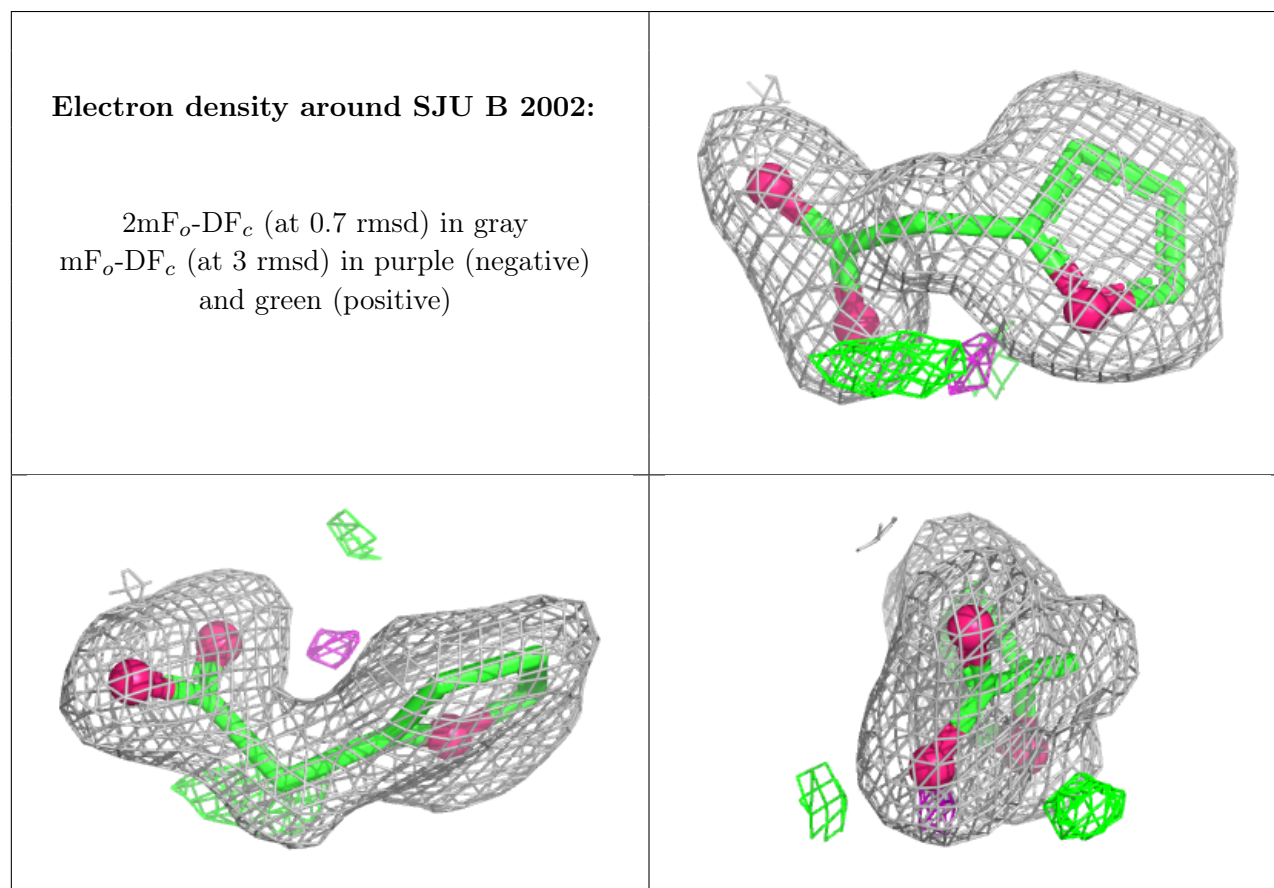 Electron density around SJU B 2002:
2mFo-DFc (at 0.7 rmsd) in gray
mFo-DFc (at 3 rmsd) in purple (negative)
and green (positive)